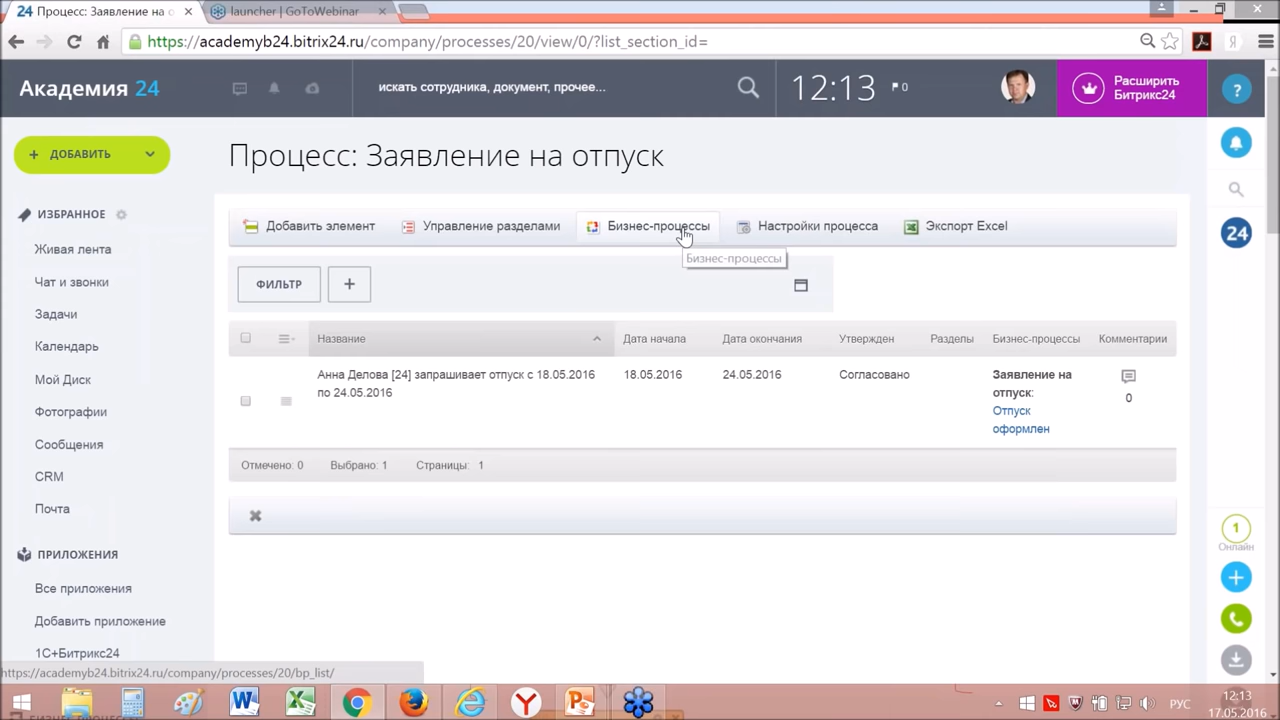 24 Процесс: Заявление на о
launcher | GoToWebinar
https://academyb24.bitrix24.ru/company/processes/20/view/0/?list_section_id=
Академия 24
искать сотрудника, документ, прочее...
12:13
0
Расширить
Битрикс24
?
+ ДОБАВИТЬ
Процесс: Заявление на отпуск
ИЗБРАННОЕ
Живая лента
Чат и звонки
Задачи
Календарь
Мой Диск
Фотографии
Сообщения
CRM
Почта
ПРИЛОЖЕНИЯ
Все приложения
Добавить приложение
1С+Битрикс24
Добавить элемент
Управление разделами
Бизнес-процессы
Настройки процесса
Экспорт Excel
Бизнес-процессы
ФИЛЬТР
+
Название
Дата начала
Дата окончания
Утвержден
Разделы
Бизнес-процессы
Комментарии
Анна Делова [24] запрашивает отпуск с 18.05.2016
по 24.05.2016
18.05.2016
24.05.2016
Согласовано
Заявление на
отпуск:
Отпуск
оформлен
0
Отмечено: 0
Выбрано: 1
Страницы: 1
24
1
Онлайн
https://academyb24.bitrix24.ru/company/processes/20/bp_list/
РУС
12:13
17.05.2016